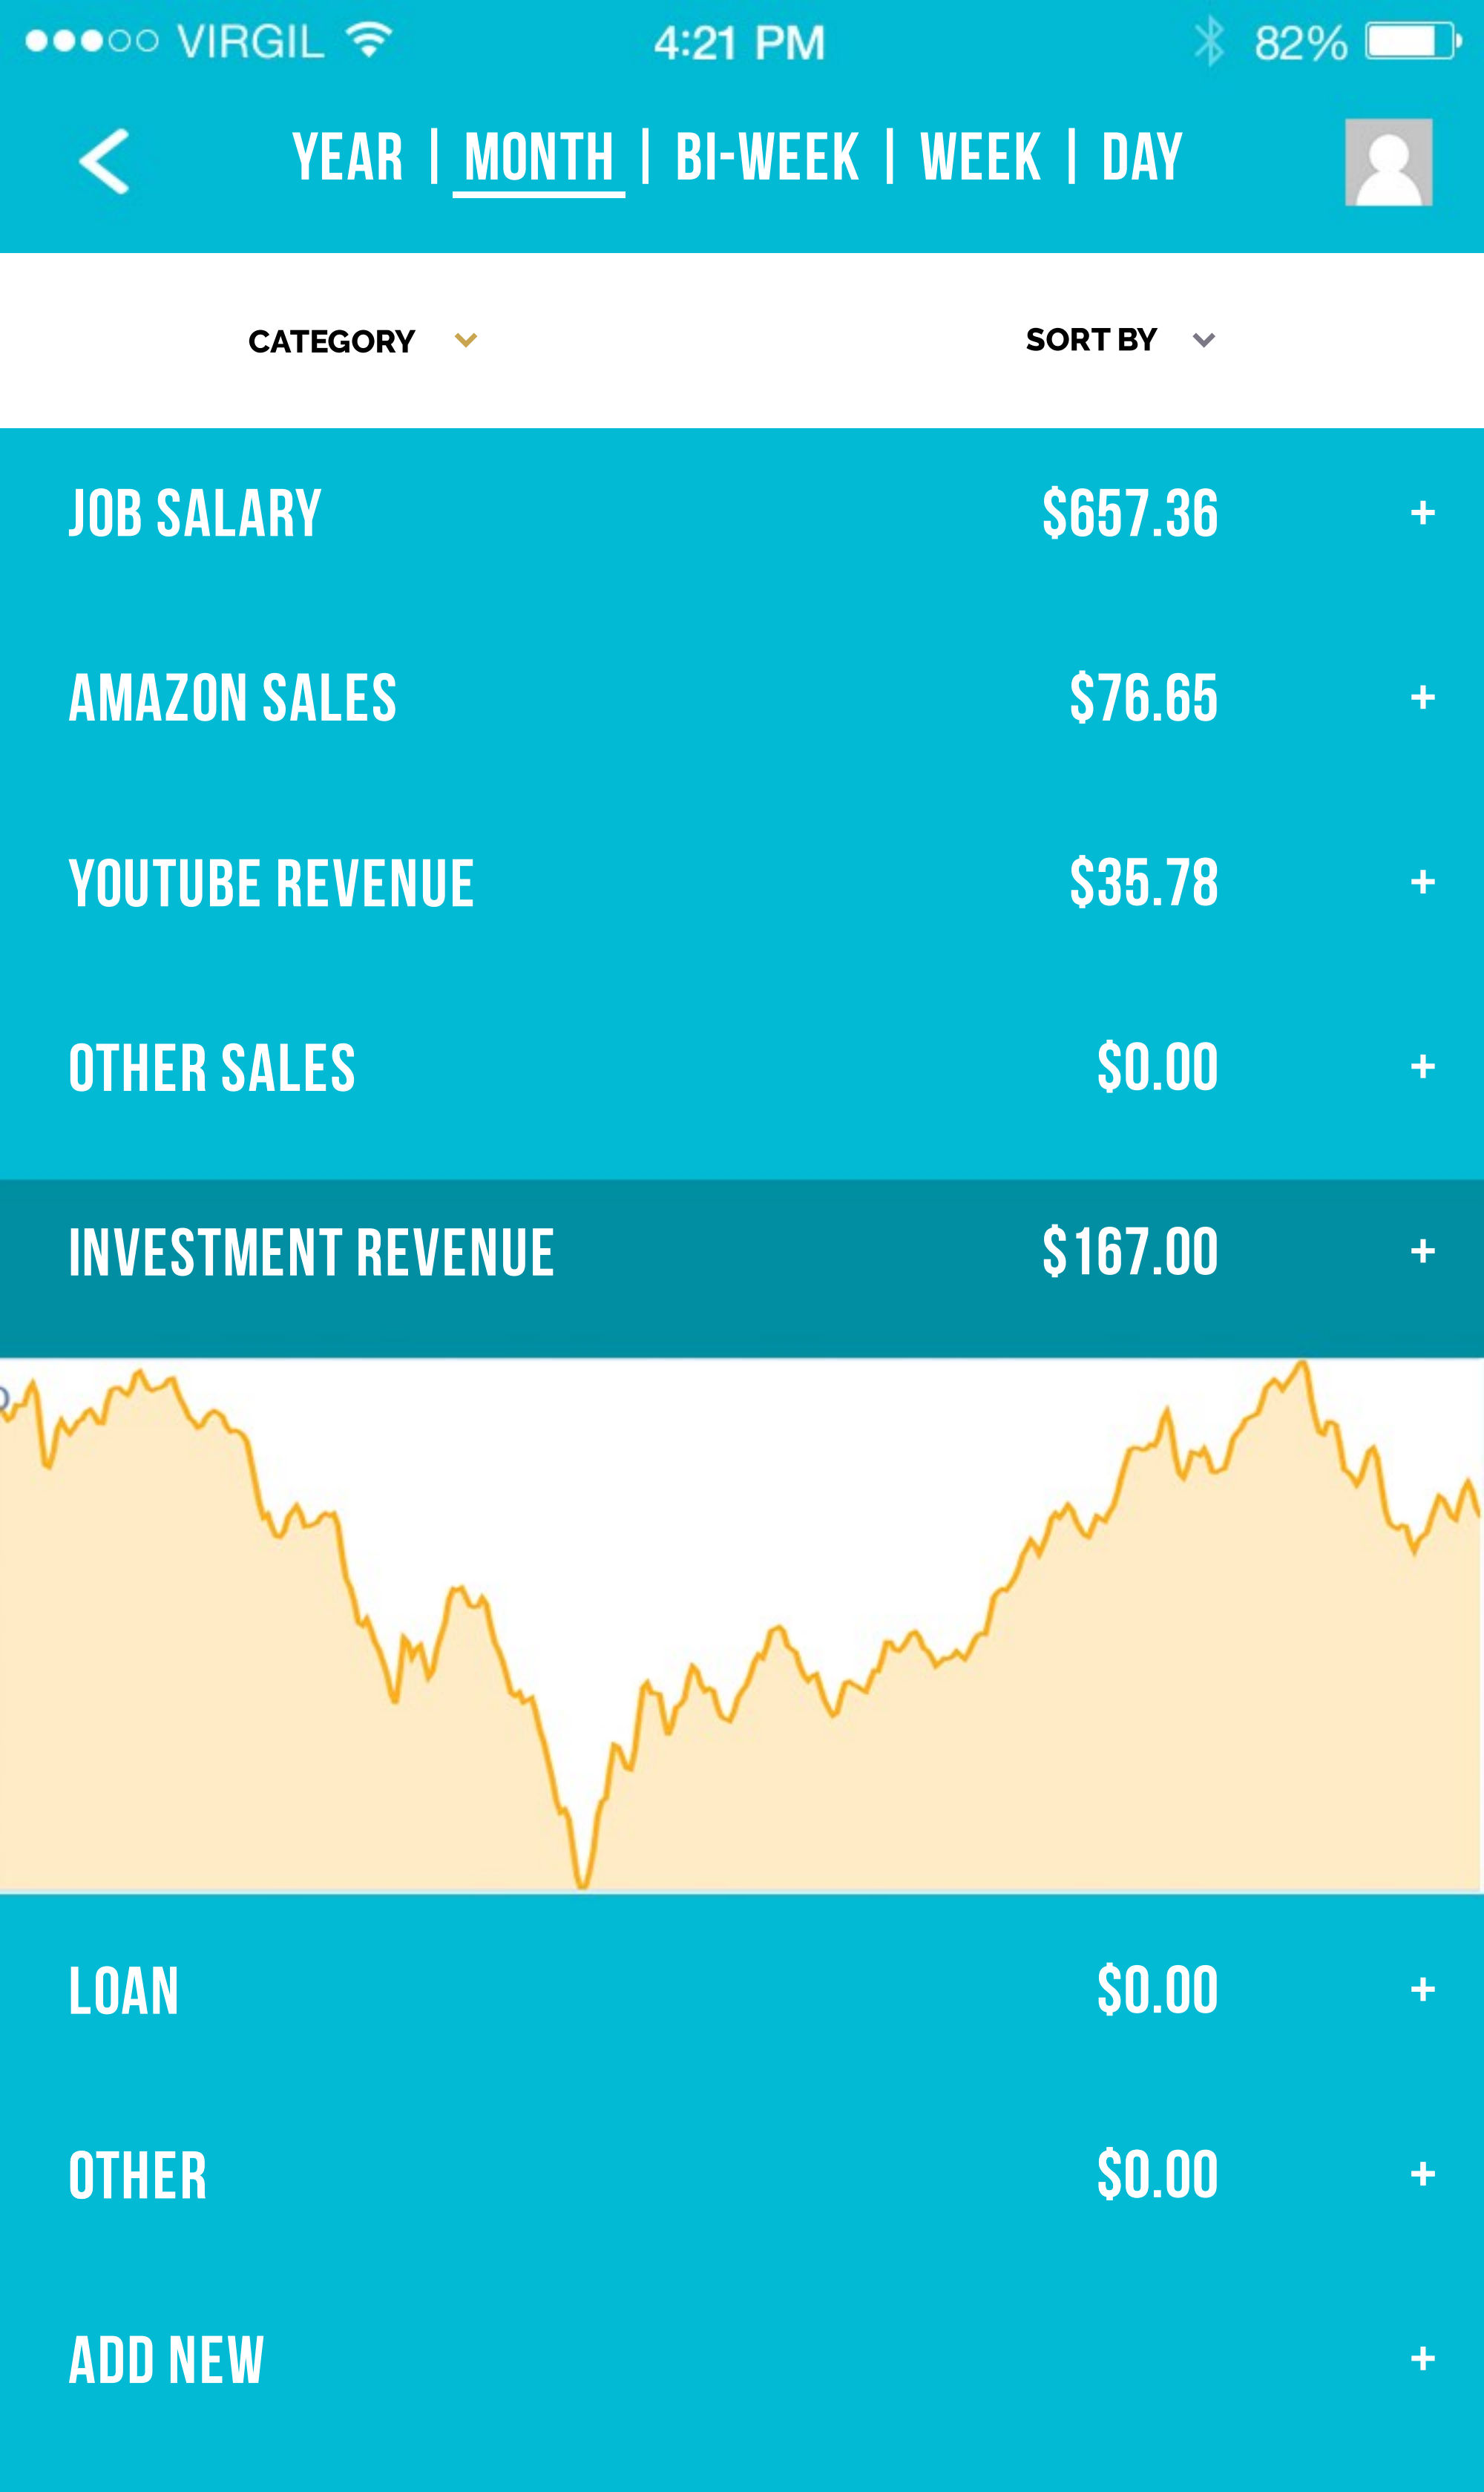 VIRGIL 4:21 PM 82%
YEAR | MONTH | BI-WEEK | WEEK | DAY
CATEGORY SORT BY
JOB SALARY $657.36 +
AMAZON SALES $76.65 +
YOUTUBE REVENUE $35.78 +
OTHER SALES $0.00 +
INVESTMENT REVENUE $167.00 +
LOAN $0.00 +
OTHER $0.00 +
ADD NEW +